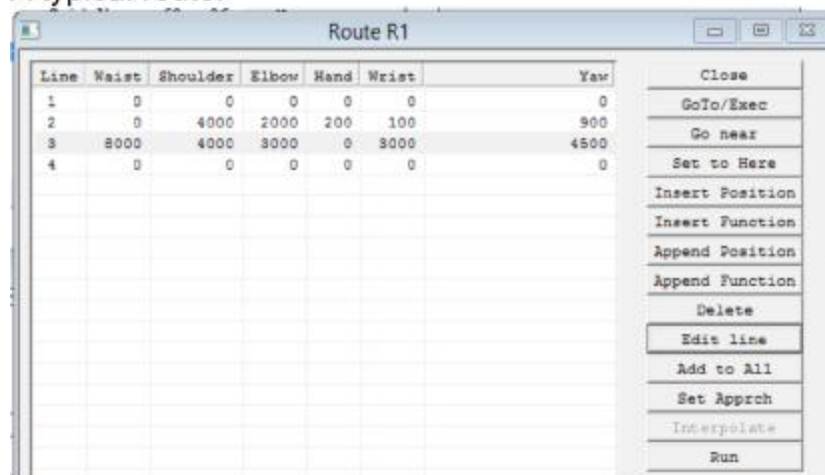 Route R1
Line Waist Shoulder Elbow Hand Wrist Yaw
1 0 0 0 0 0 0
2 0 4000 2000 200 100 900
3 8000 4000 3000 0 3000 4500
4 0 0 0 0 0 0
Close
GoTo/Exec
Go near
Set to Here
Insert Position
Insert Function
Append Position
Append Function
Delete
Edit line
Add to All
Set Apprch
Interpolate
Run